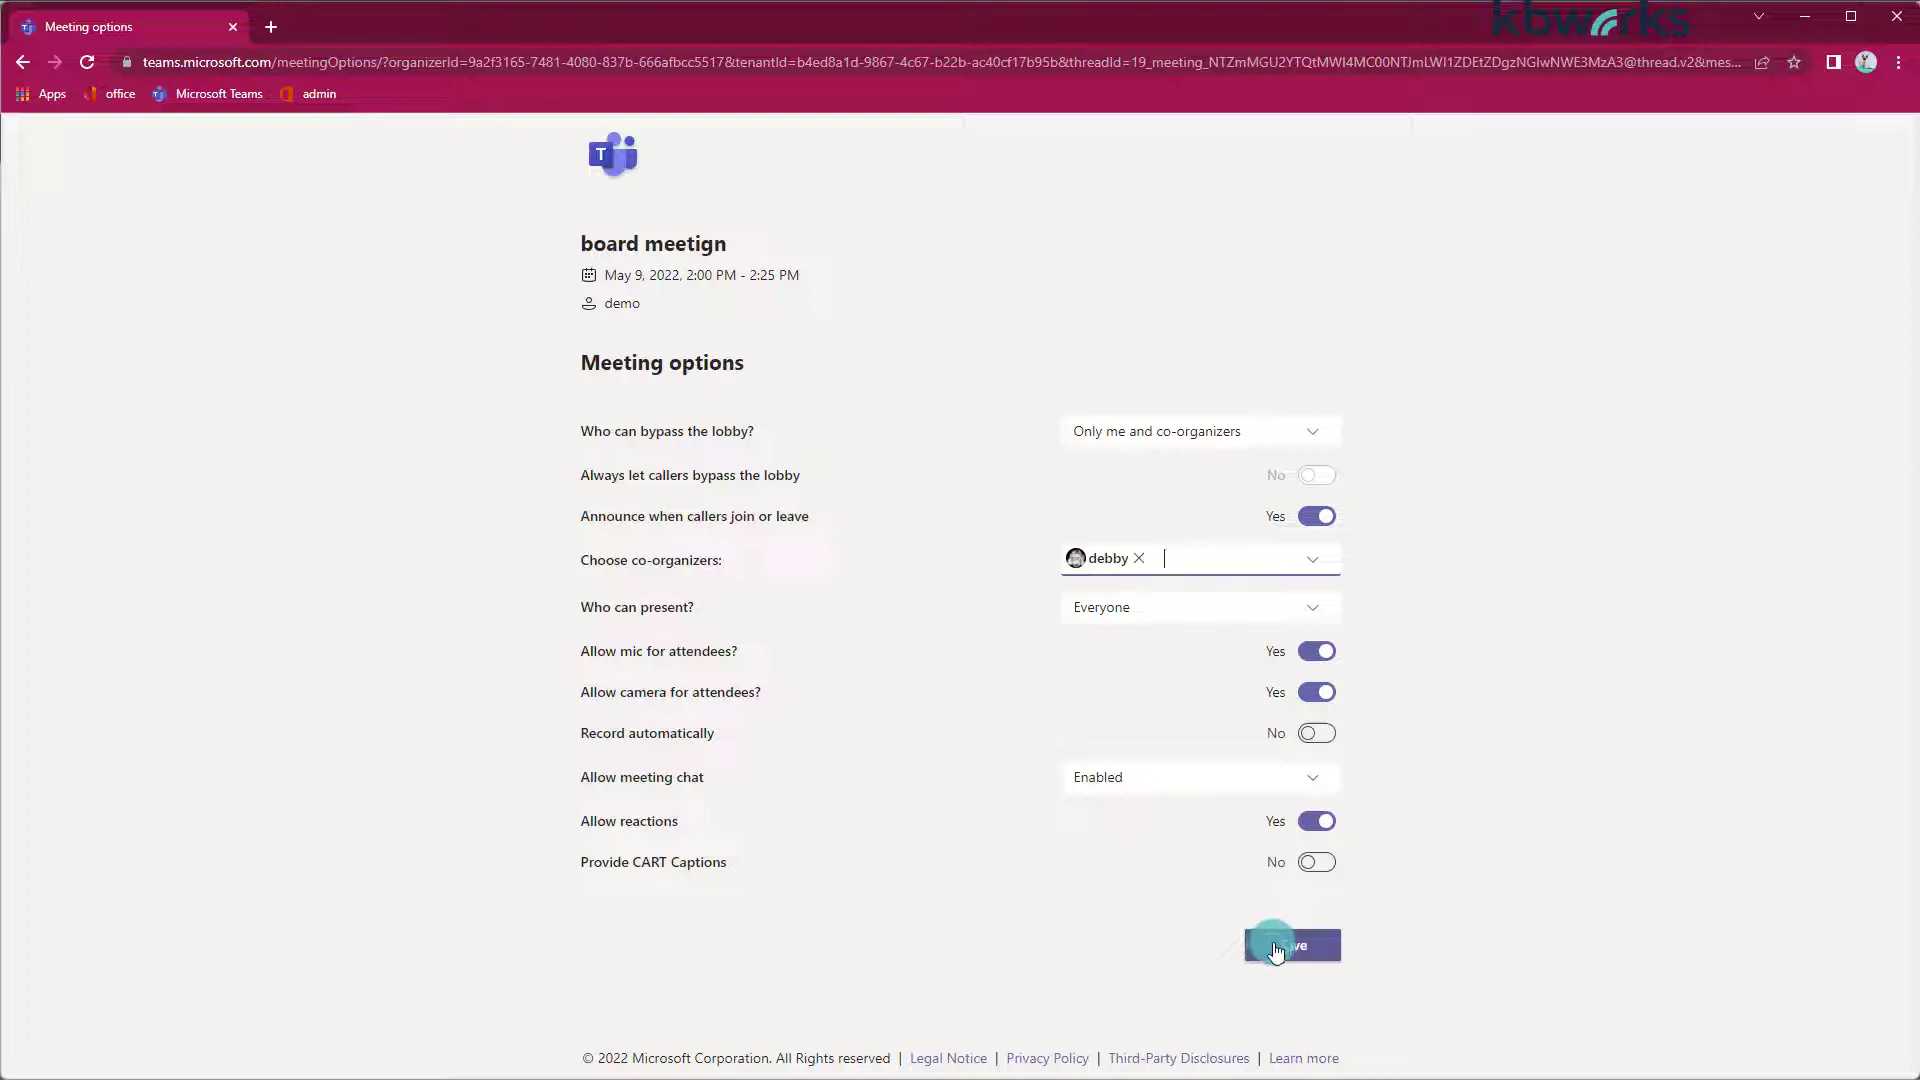 Meeting options
kbworks
teams.microsoft.com/meetingOptions/?organizerId=9a2f3165-7481-4080-837b-666afbcc5517&tenantId=b4ed8a1d-9867-4c67-b22b-ac40cf17b95b&threadId=19_meeting_NTZmMGU2YTQtMWI4MC00NTJmLWI1ZDEtZDgzNGIwNWE3MzA3@thread.v2&mes...
Apps office Microsoft Teams admin
T
board meetign
May 9, 2022, 2:00 PM - 2:25 PM
demo
Meeting options
Who can bypass the lobby? Only me and co-organizers
Always let callers bypass the lobby No
Announce when callers join or leave Yes
Choose co-organizers: debby
Who can present? Everyone
Allow mic for attendees? Yes
Allow camera for attendees? Yes
Record automatically No
Allow meeting chat Enabled
Allow reactions Yes
Provide CART Captions No
© 2022 Microsoft Corporation. All Rights reserved | Legal Notice | Privacy Policy | Third-Party Disclosures | Learn more